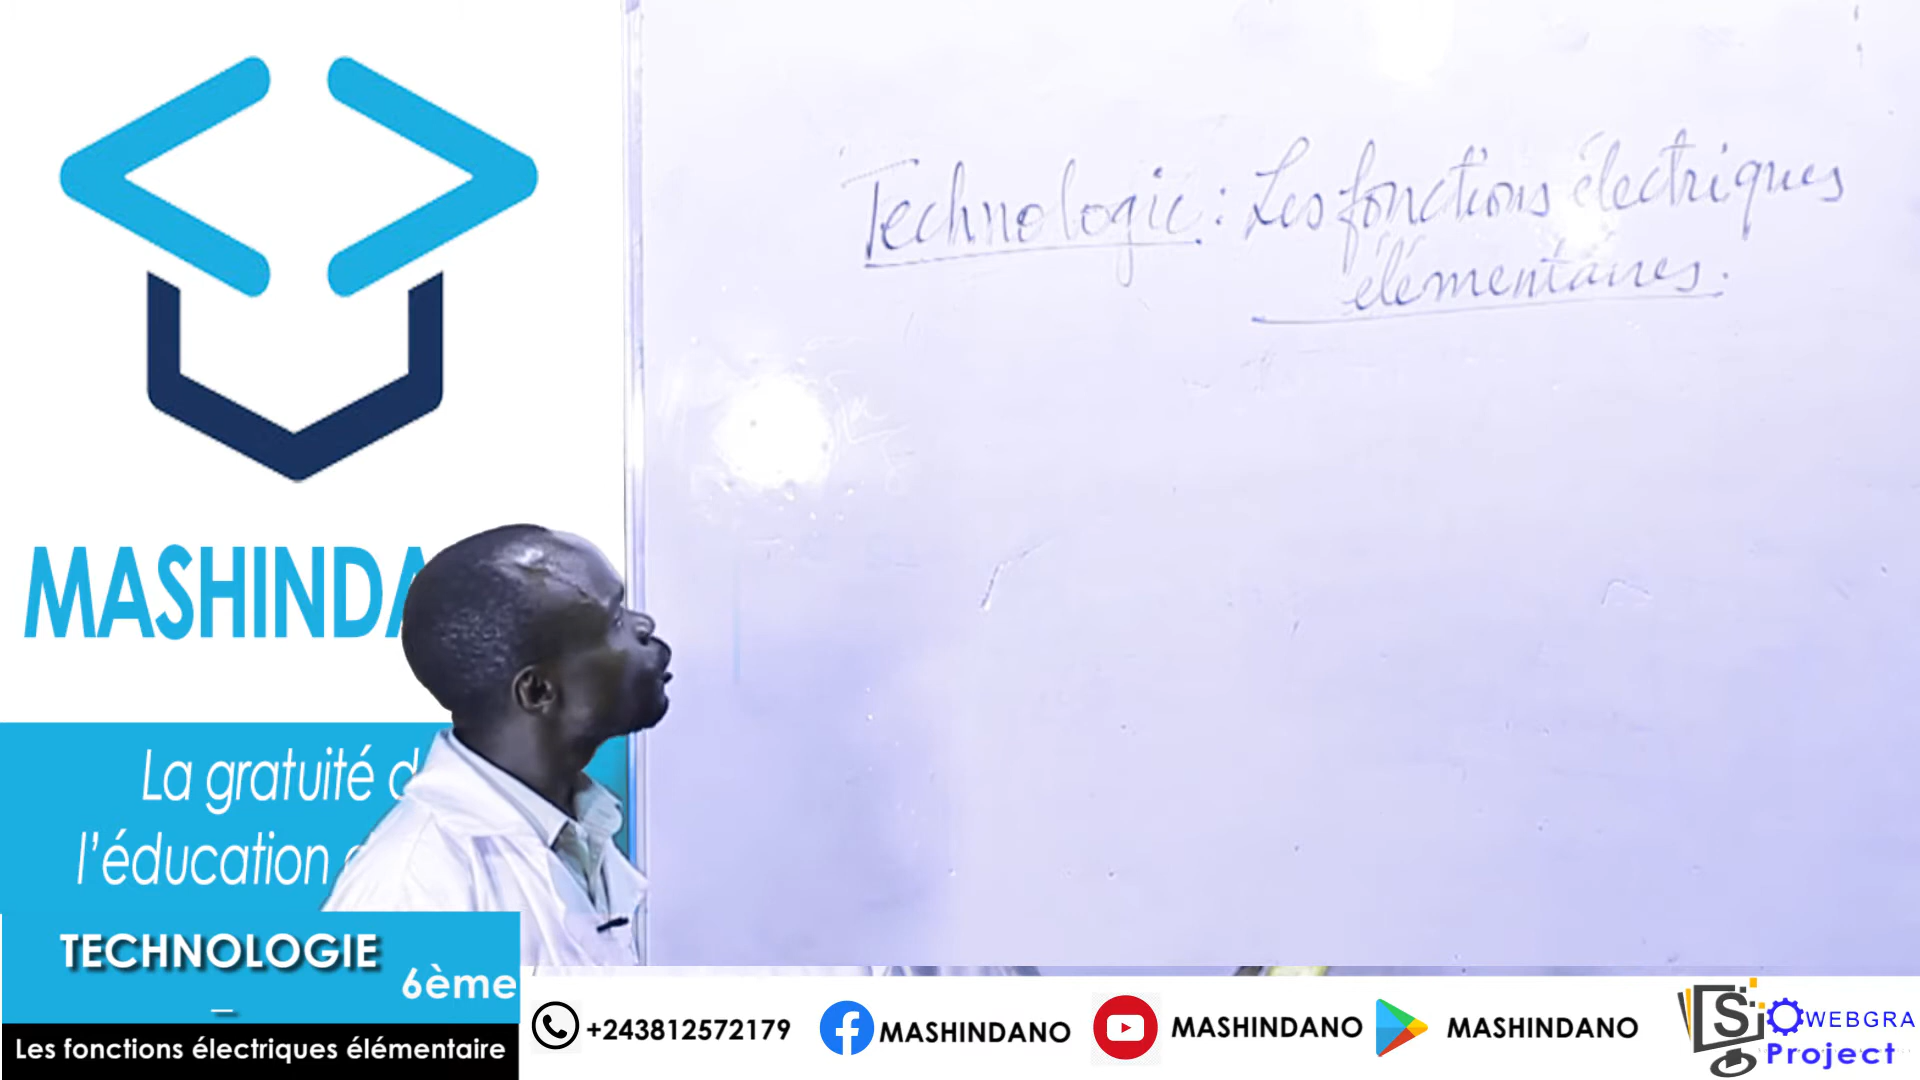 Technologie : Les fonctions électriques
élémentaires.
MASHINDA
La gratuité d
l'éducation
TECHNOLOGIE
6ème
Les fonctions électriques élémentaire
+243812572179
MASHINDANO
MASHINDANO
MASHINDANO
S
WEBGRA
Project